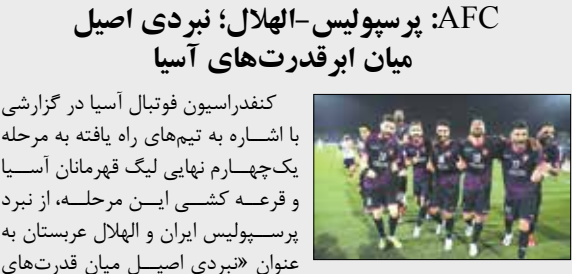 AFC: پرسپولیس-الهلال؛ نبردی اصیل
میان ابرقدرت‌های آسیا
کنفدراسیون فوتبال آسیا در گزارشی
با اشاره به تیم‌های راه یافته به مرحله
یک‌چهارم نهایی لیگ قهرمانان آسیا
و قرعه کشی این مرحله، از نبرد
پرسپولیس ایران و الهلال عربستان به
عنوان «نبردی اصیل میان قدرت‌های